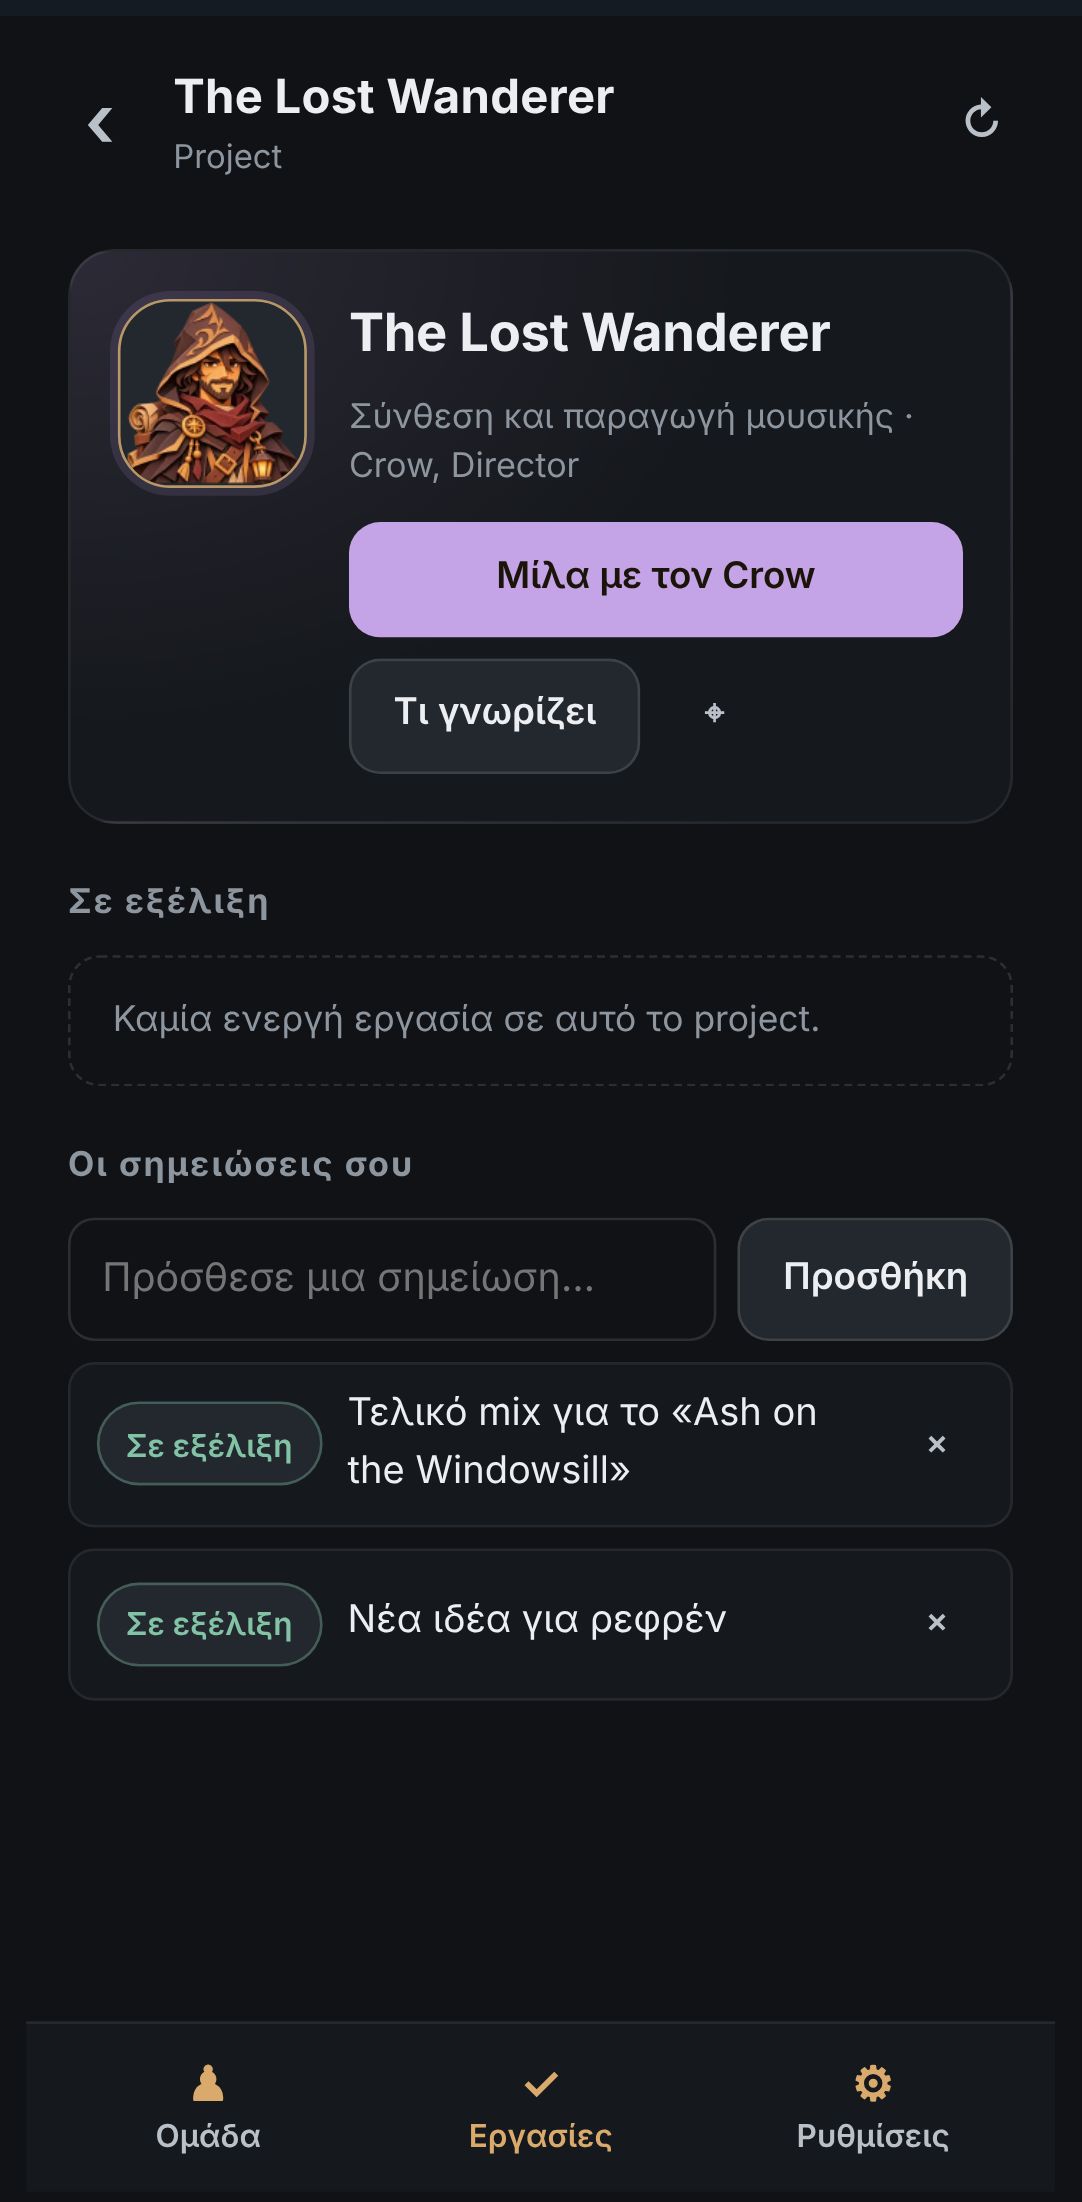 The Lost Wanderer
Project
The Lost Wanderer
Σύνθεση και παραγωγή μουσικής ·
Crow, Director
Μίλα με τον Crow
Τι γνωρίζει
Σε εξέλιξη
Καμία ενεργή εργασία σε αυτό το project.
Οι σημειώσεις σου
Πρόσθεσε μια σημείωση...
Προσθήκη
Σε εξέλιξη
Τελικό mix για το «Ash on
the Windowsill»
Σε εξέλιξη
Νέα ιδέα για ρεφρέν
Ομάδα
Εργασίες
Ρυθμίσεις